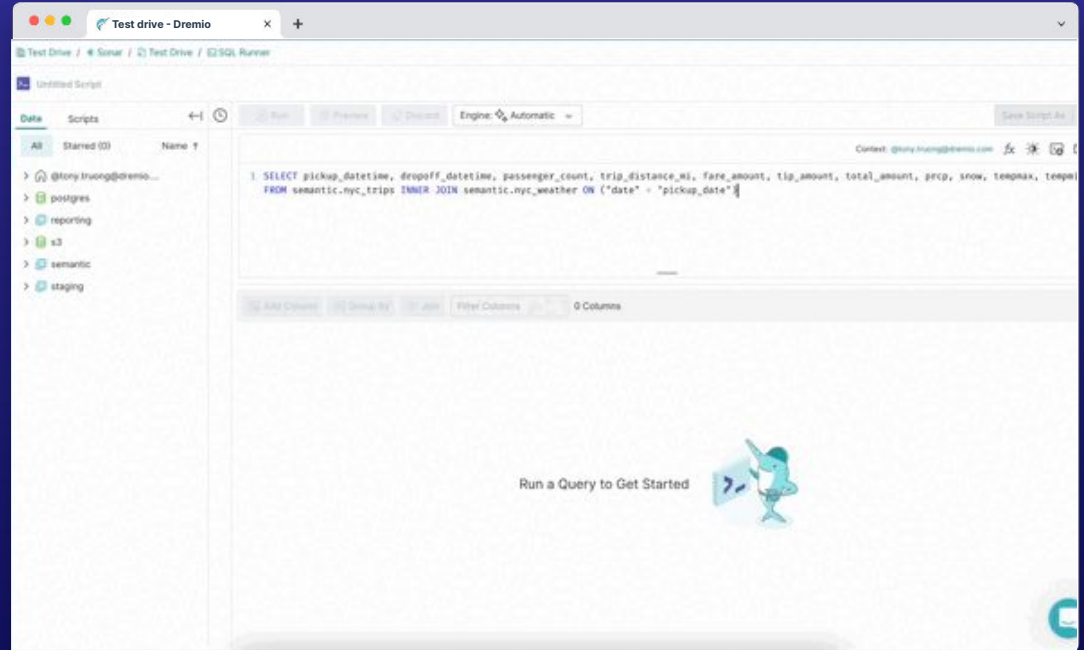 Test drive - Dremio
Test Drive / Sonar / Test Drive / SQL Runner
Untitled Script
Data Scripts
Run Preview Discard Engine: Automatic Save Script As
All Starred (0) Name ↑
Context: @tony.truong@dremio.com fx
@tony.truong@dremio...
postgres
reporting
s3
semantic
staging
1 SELECT pickup_datetime, dropoff_datetime, passenger_count, trip_distance_mi, fare_amount, tip_amount, total_amount, prcp, snow, tempmax, tempmi
FROM semantic.nyc_trips INNER JOIN semantic.nyc_weather ON ("date" = "pickup_date")
Add Column Group By Join Filter Columns 0 Columns
Run a Query to Get Started